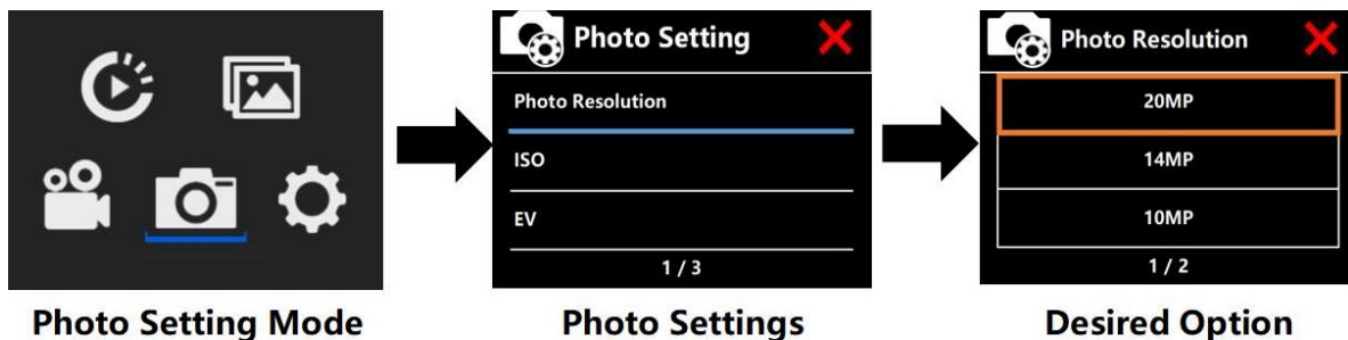 Photo Setting
Photo Resolution
ISO
EV
1 / 3
Photo Resolution
20MP
14MP
10MP
1 / 2
Photo Setting Mode
Photo Settings
Desired Option